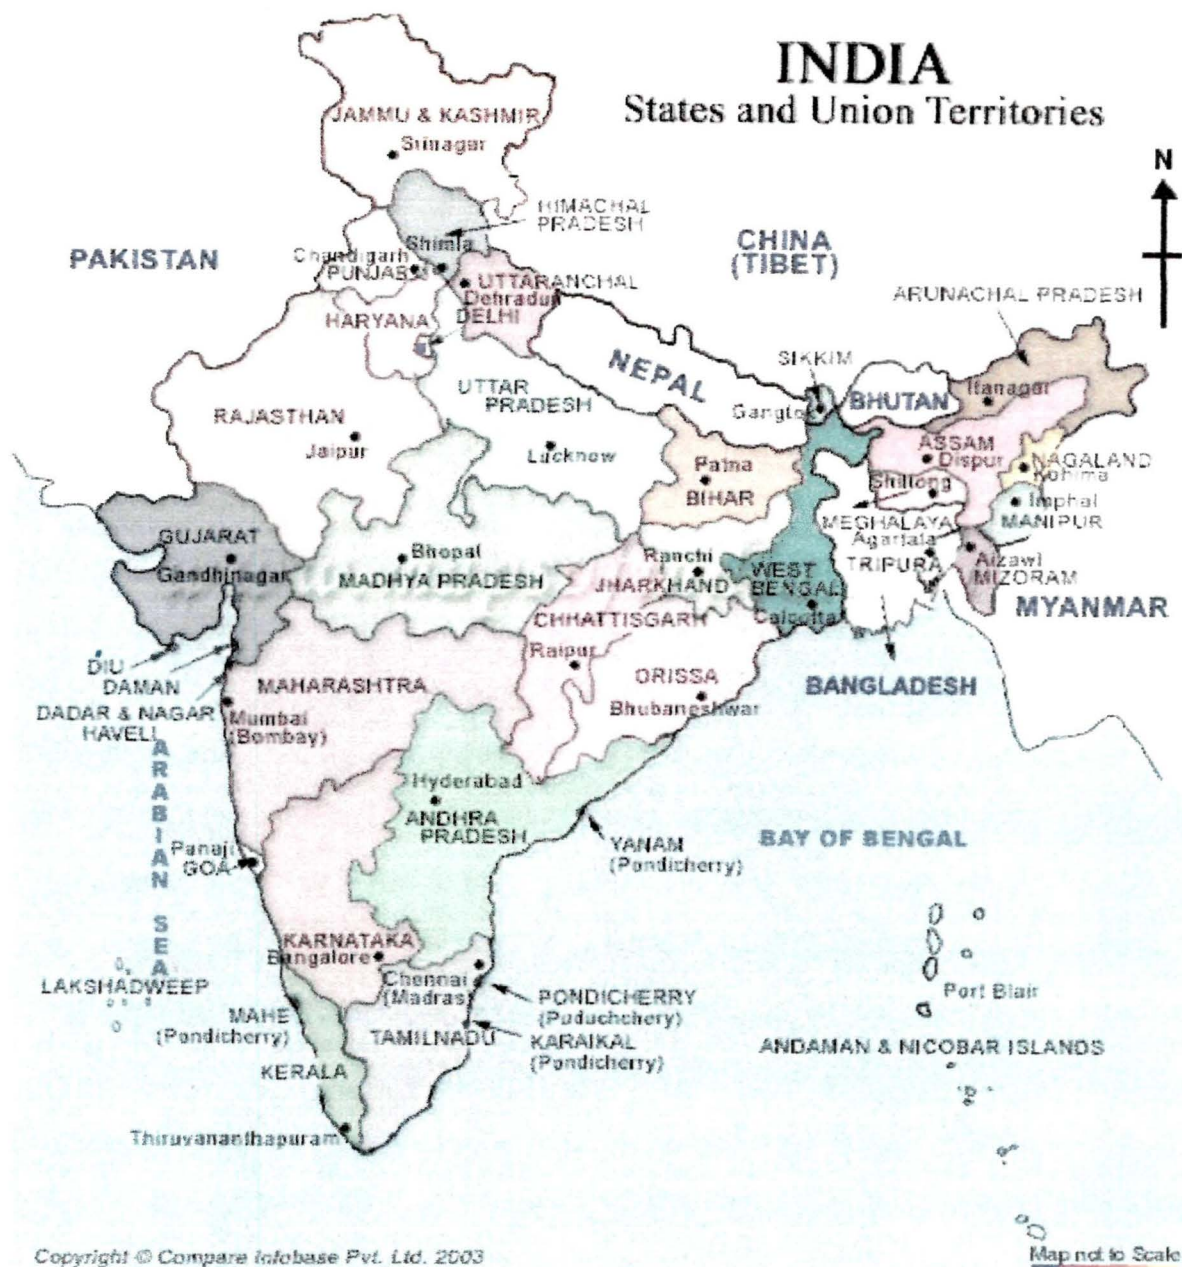 INDIA
States and Union Territories
N
JAMMU & KASHMIR
Srinagar
HIMACHAL
PRADESH
PAKISTAN
CHINA
(TIBET)
Chandigarh
Shimla
PUNJAB
UTTARANCHAL
Dehradun
DELHI
HARYANA
ARUNACHAL PRADESH
SIKKIM
NEPAL
BHUTAN
Itanagar
Gangtok
UTTAR
PRADESH
RAJASTHAN
Jaipur
Lucknow
ASSAM
Dispur
NAGALAND
Kohima
Patna
BIHAR
Shillong
Imphal
MEGHALAYA
MANIPUR
Agartala
TRIPURA
Aizawl
MIZORAM
GUJARAT
Gandhinagar
Bhopal
MADHYA PRADESH
Ranchi
JHARKHAND
WEST
BENGAL
Calcutta
MYANMAR
CHHATTISGARH
Raipur
ORISSA
Bhubaneshwar
BANGLADESH
DIU
DAMAN
DADAR & NAGAR
HAVELI
MAHARASHTRA
Mumbai
(Bombay)
ARABIAN SEA
Hyderabad
ANDHRA
PRADESH
YANAM
(Pondicherry)
BAY OF BENGAL
Panaji
GOA
KARNATAKA
Bangalore
Chennai
(Madras)
LAKSHADWEEP
PONDICHERRY
(Puduchchery)
Port Blair
MAHE
(Pondicherry)
TAMILNADU
KARAIKAL
(Pondicherry)
ANDAMAN & NICOBAR ISLANDS
KERALA
Thiruvananthapuram
Copyright © Compare Infobase Pvt. Ltd. 2003
Map not to Scale